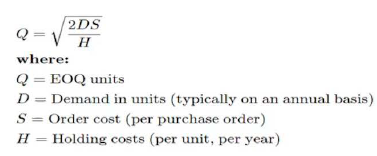 Q = √(2DS / H)
where:
Q = EOQ units
D = Demand in units (typically on an annual basis)
S = Order cost (per purchase order)
H = Holding costs (per unit, per year)